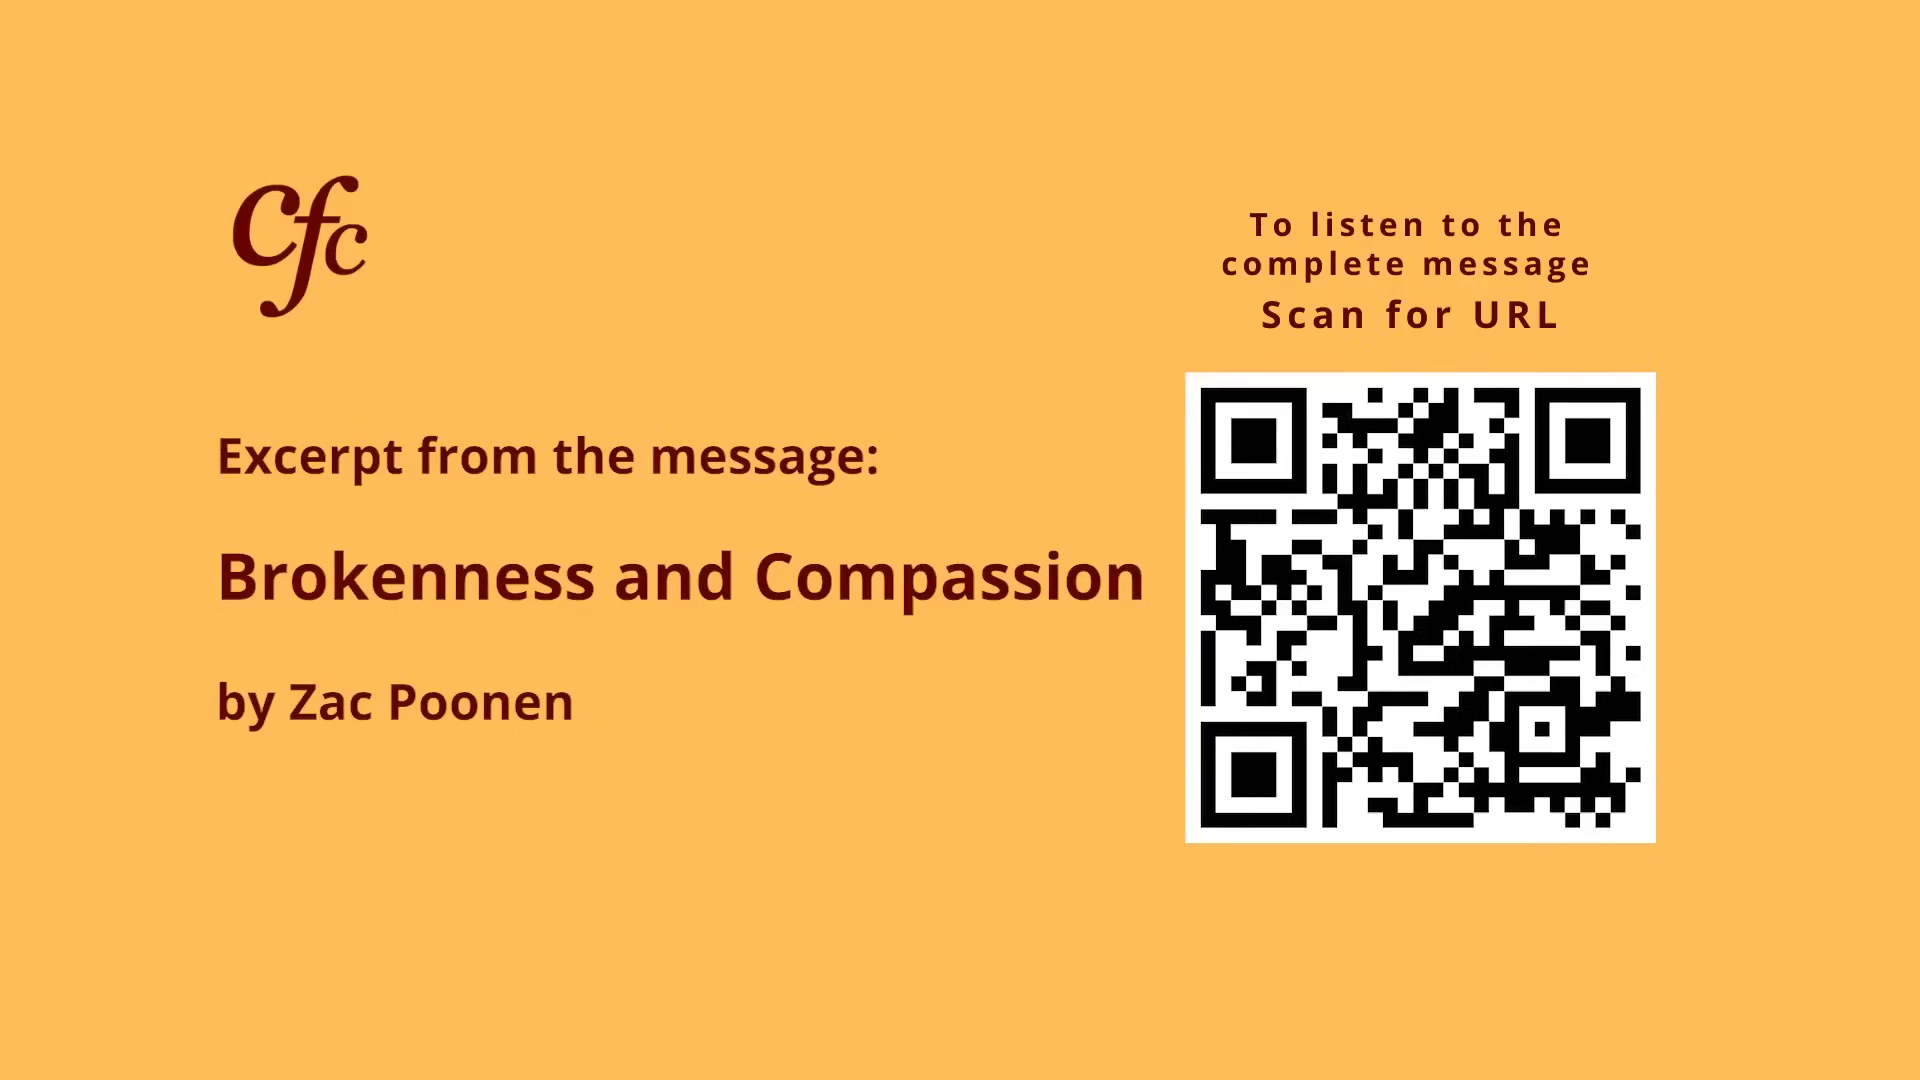 cfc
Excerpt from the message:
Brokenness and Compassion
by Zac Poonen
To listen to the
complete message
Scan for URL